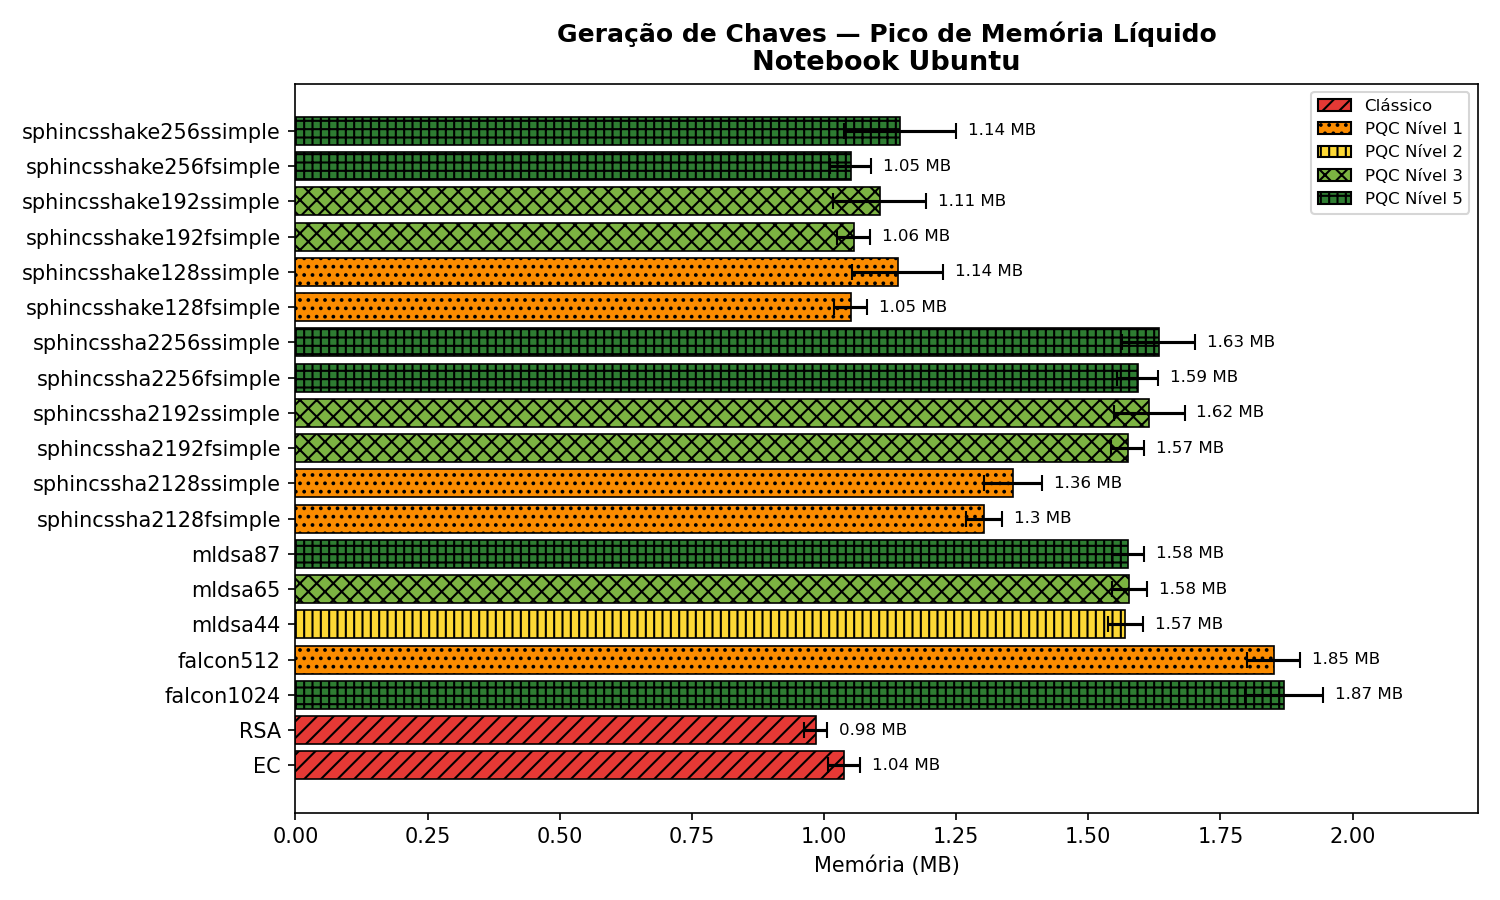 Geração de Chaves — Pico de Memória Líquido
Notebook Ubuntu
Clássico
PQC Nível 1
PQC Nível 2
PQC Nível 3
PQC Nível 5
sphincsshake256ssimple 1.14 MB
sphincsshake256fsimple 1.05 MB
sphincsshake192ssimple 1.11 MB
sphincsshake192fsimple 1.06 MB
sphincsshake128ssimple 1.14 MB
sphincsshake128fsimple 1.05 MB
sphincssha2256ssimple 1.63 MB
sphincssha2256fsimple 1.59 MB
sphincssha2192ssimple 1.62 MB
sphincssha2192fsimple 1.57 MB
sphincssha2128ssimple 1.36 MB
sphincssha2128fsimple 1.3 MB
mldsa87 1.58 MB
mldsa65 1.58 MB
mldsa44 1.57 MB
falcon512 1.85 MB
falcon1024 1.87 MB
RSA 0.98 MB
EC 1.04 MB
0.00 0.25 0.50 0.75 1.00 1.25 1.50 1.75 2.00
Memória (MB)